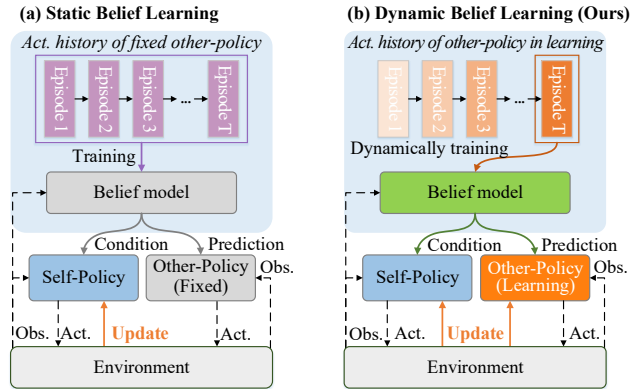 (a) Static Belief Learning
Act. history of fixed other-policy
Episode 1
Episode 2
Episode 3
...
Episode T
Training
Belief model
Condition
Prediction
Self-Policy
Other-Policy
(Fixed)
Obs.
Obs.
Act.
Update
Act.
Environment
(b) Dynamic Belief Learning (Ours)
Act. history of other-policy in learning
Episode 1
Episode 2
Episode 3
...
Episode T
Dynamically training
Belief model
Condition
Prediction
Self-Policy
Other-Policy
(Learning)
Obs.
Obs.
Act.
Update
Act.
Environment